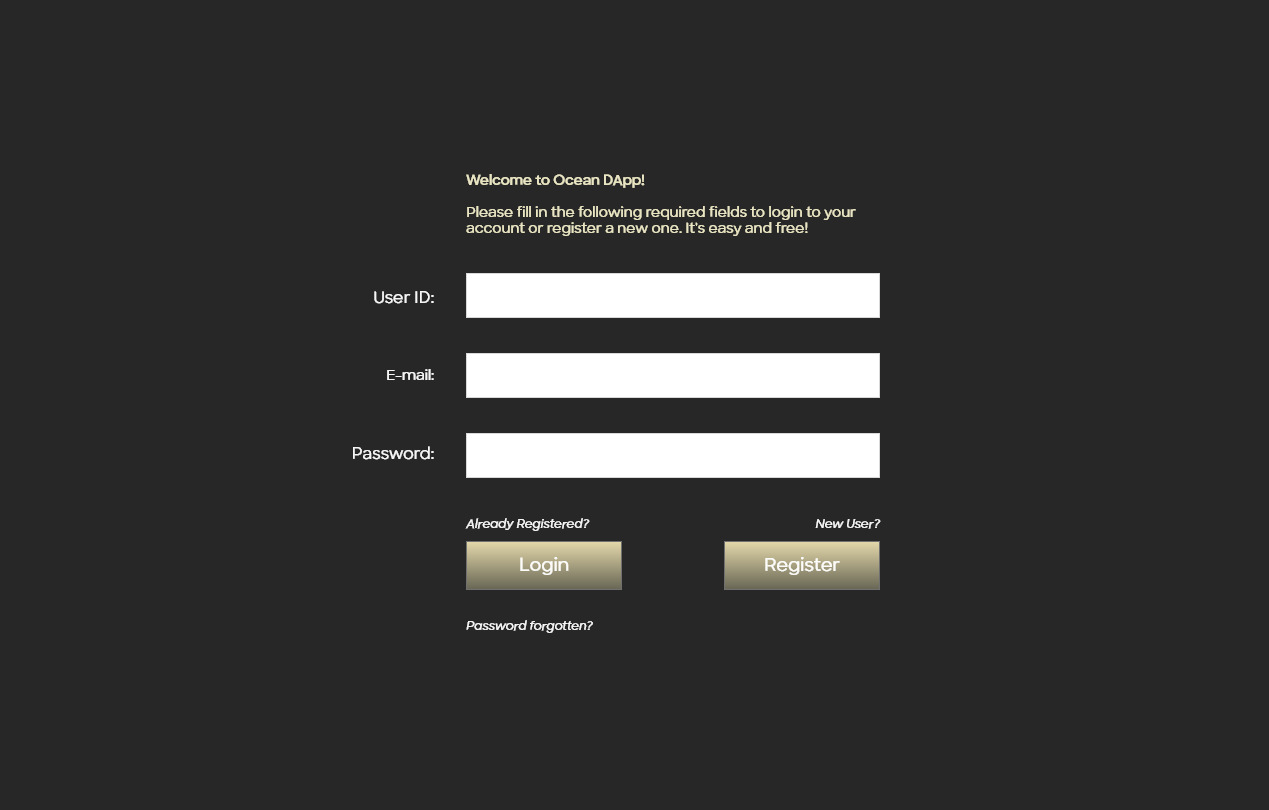 Welcome to Ocean DApp!
Please fill in the following required fields to login to your
account or register a new one. It's easy and free!
User ID:
E-mail:
Password:
Already Registered?
New User?
Login
Register
Password forgotten?